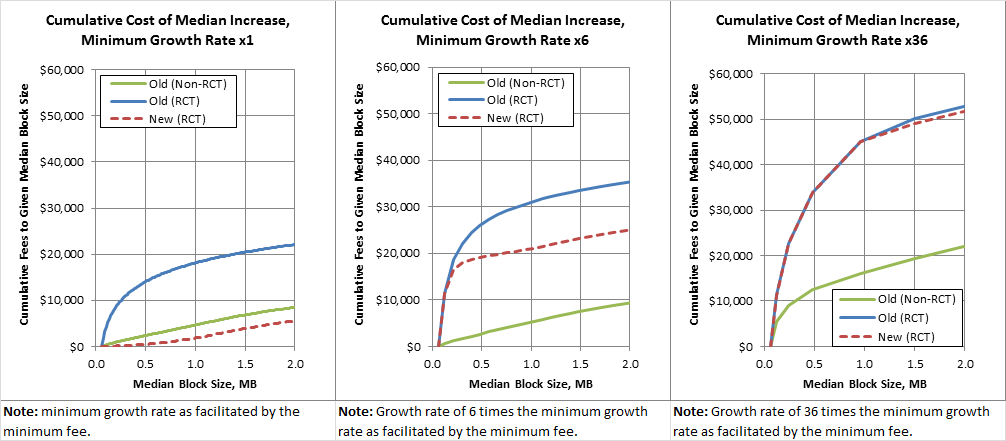 Cumulative Cost of Median Increase,
Minimum Growth Rate x1
Cumulative Fees to Given Median Block Size
$60,000
$50,000
$40,000
$30,000
$20,000
$10,000
$0
Old (Non-RCT)
Old (RCT)
New (RCT)
0.0 0.5 1.0 1.5 2.0
Median Block Size, MB
Note: minimum growth rate as facilitated by the
minimum fee.
Cumulative Cost of Median Increase,
Minimum Growth Rate x6
Cumulative Fees to Given Median Block Size
$60,000
$50,000
$40,000
$30,000
$20,000
$10,000
$0
Old (Non-RCT)
Old (RCT)
New (RCT)
0.0 0.5 1.0 1.5 2.0
Median Block Size, MB
Note: Growth rate of 6 times the minimum growth
rate as facilitated by the minimum fee.
Cumulative Cost of Median Increase,
Minimum Growth Rate x36
Cumulative Fees to Given Median Block Size
$60,000
$50,000
$40,000
$30,000
$20,000
$10,000
$0
Old (Non-RCT)
Old (RCT)
New (RCT)
0.0 0.5 1.0 1.5 2.0
Median Block Size, MB
Note: Growth rate of 36 times the minimum growth
rate as facilitated by the minimum fee.